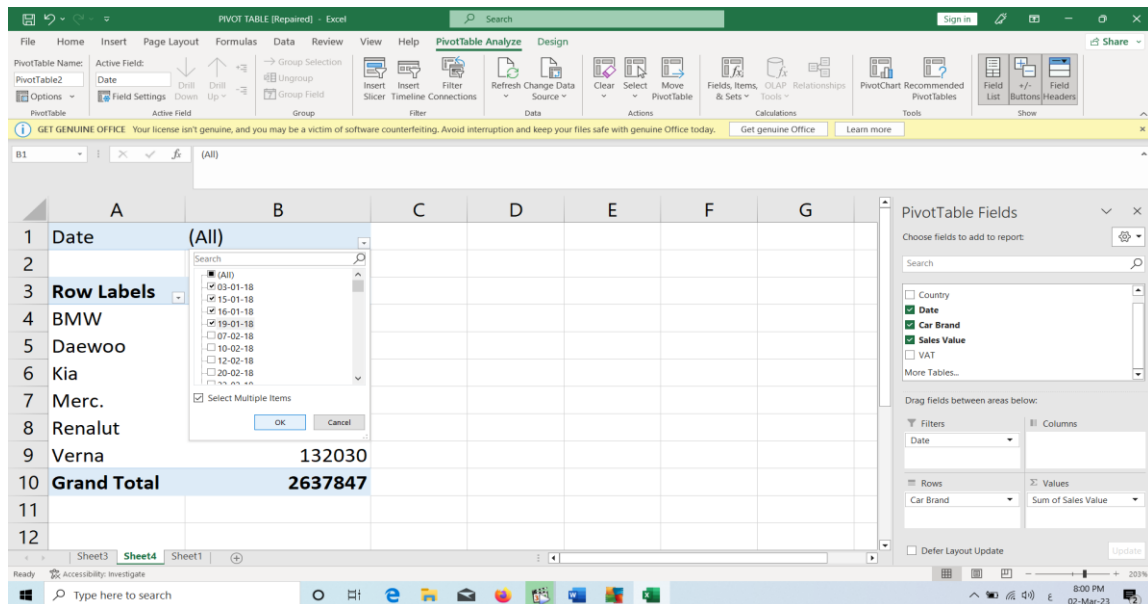 PIVOT TABLE [Repaired] - Excel
Search
Sign in
File Home Insert Page Layout Formulas Data Review View Help PivotTable Analyze Design
Share
PivotTable Name:
PivotTable2
Options
PivotTable
Active Field:
Date
Field Settings
Drill Down
Drill Up
Active Field
Group Selection
Ungroup
Group Field
Group
Insert Slicer
Insert Timeline
Filter Connections
Filter
Refresh
Change Data Source
Data
Clear
Select
Move PivotTable
Actions
Fields, Items, & Sets
OLAP Tools
Relationships
Calculations
PivotChart
Recommended PivotTables
Tools
Field List
+/- Buttons
Field Headers
Show
GET GENUINE OFFICE Your license isn't genuine, and you may be a victim of software counterfeiting. Avoid interruption and keep your files safe with genuine Office today. Get genuine Office Learn more
B1 fx (All)
A B C D E F G
1 Date (All)
2
3 Row Labels
4 BMW
5 Daewoo
6 Kia
7 Merc.
8 Renalut
9 Verna 132030
10 Grand Total 2637847
11
12
Search
(All)
03-01-18
15-01-18
16-01-18
19-01-18
07-02-18
10-02-18
12-02-18
20-02-18
Select Multiple Items
OK Cancel
PivotTable Fields
Choose fields to add to report:
Search
Country
Date
Car Brand
Sales Value
VAT
More Tables...
Drag fields between areas below:
Filters Columns
Date
Rows Σ Values
Car Brand Sum of Sales Value
Defer Layout Update Update
Sheet3 Sheet4 Sheet1
Ready Accessibility: Investigate 203%
Type here to search
ع 8:00 PM
02-Mar-23
2